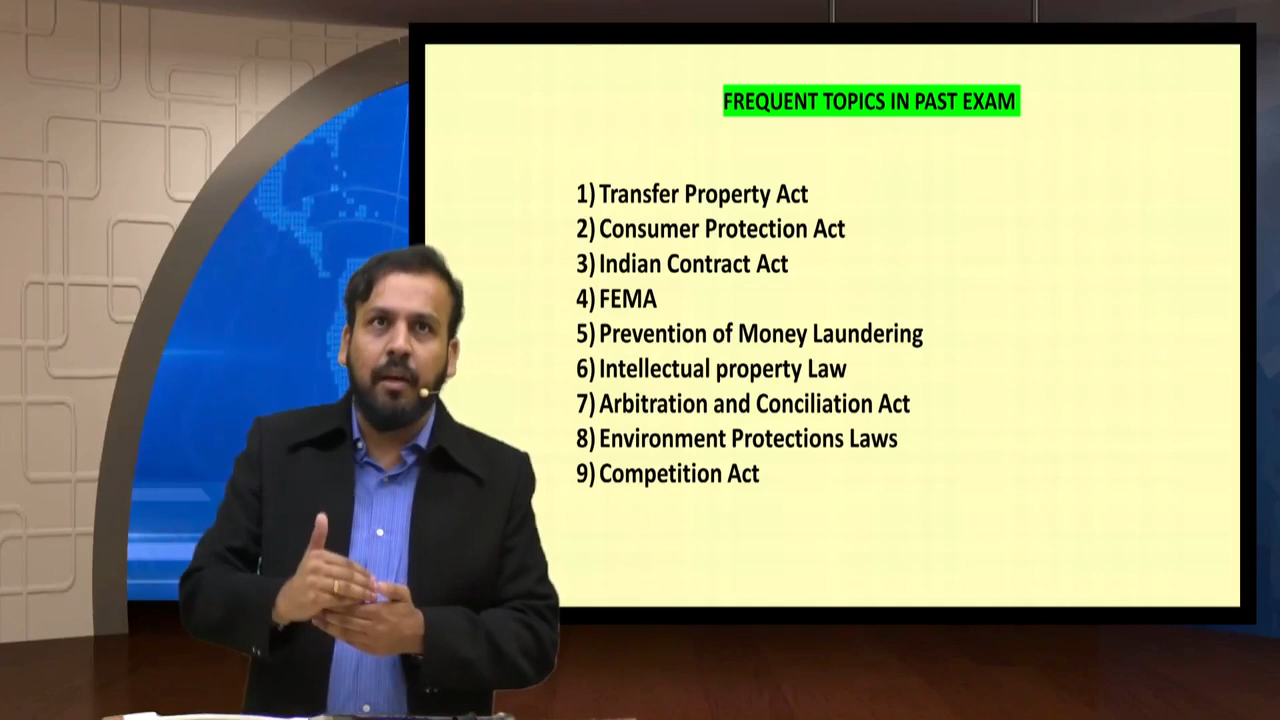 FREQUENT TOPICS IN PAST EXAM
1) Transfer Property Act
2) Consumer Protection Act
3) Indian Contract Act
4) FEMA
5) Prevention of Money Laundering
6) Intellectual property Law
7) Arbitration and Conciliation Act
8) Environment Protections Laws
9) Competition Act